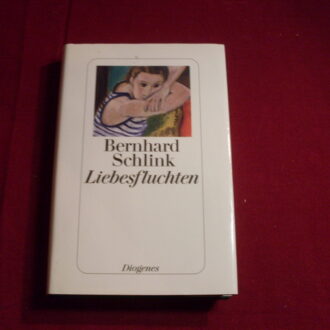 Bernhard
Schlink
Liebesfluchten
Diogenes